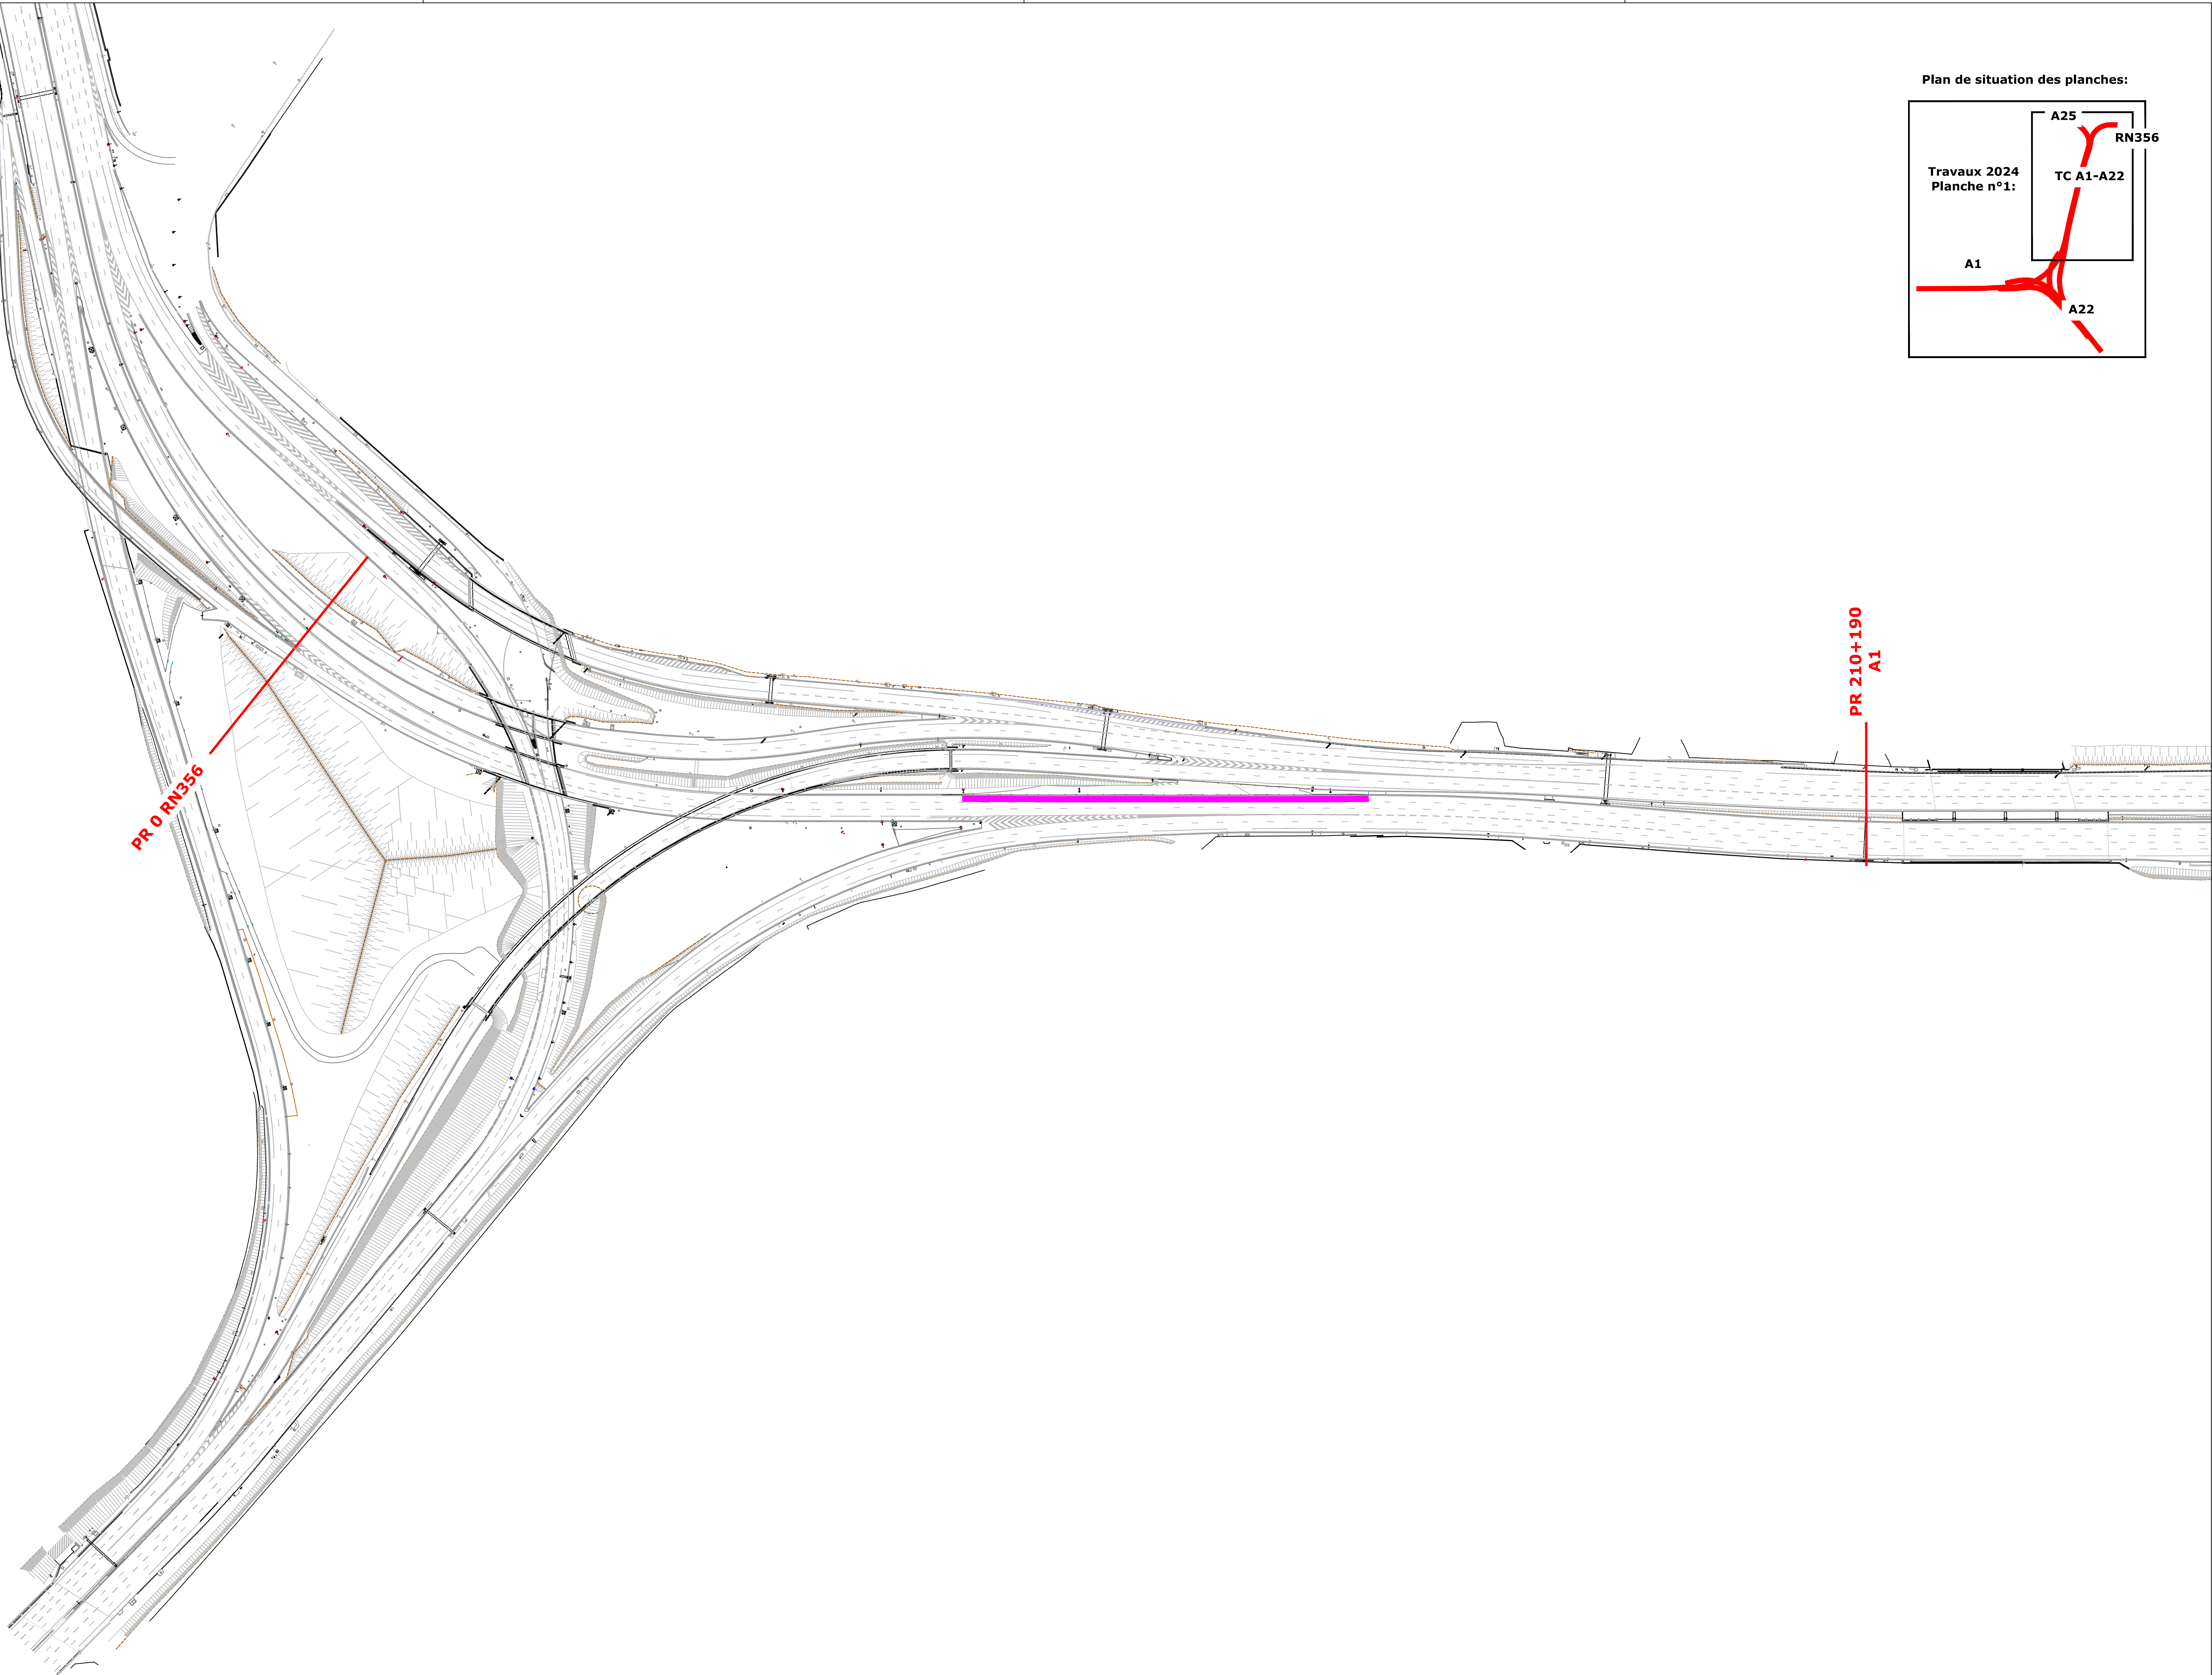 Plan de situation des planches:
A25
RN356
Travaux 2024
Planche n°1:
TC A1-A22
A1
A22
PR 210+190
A1
PR 0 RN356